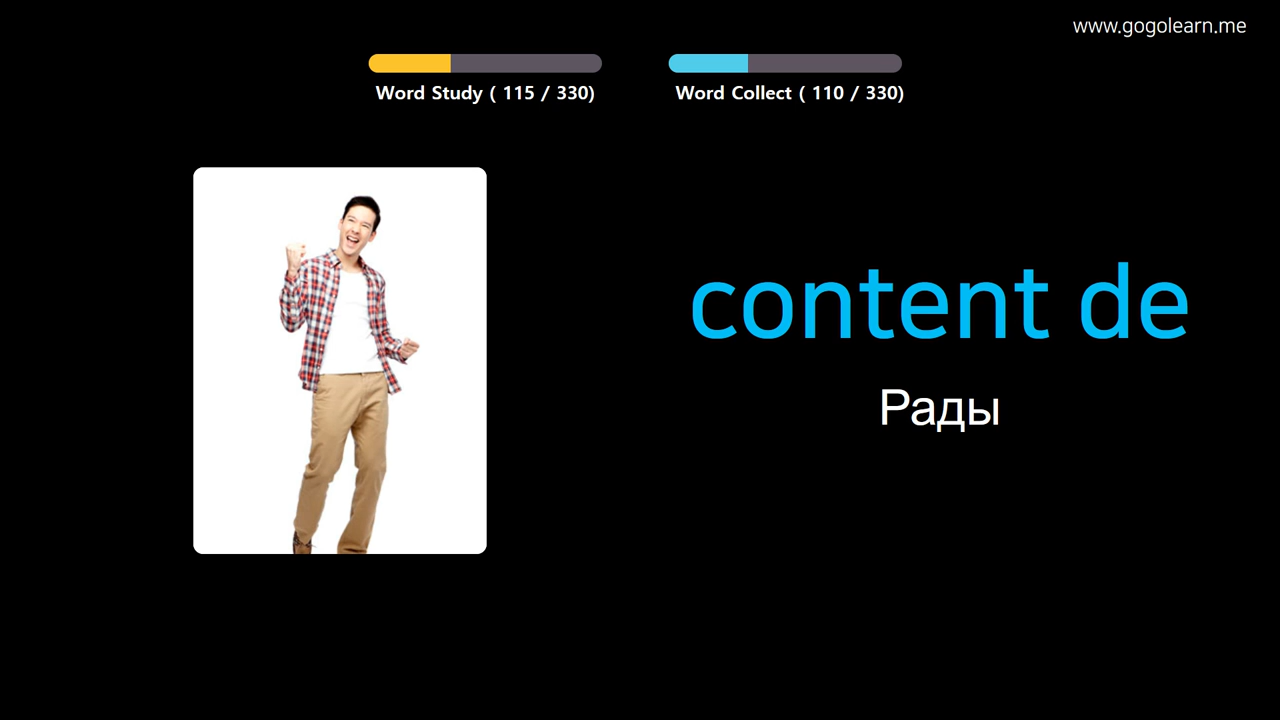 www.gogolearn.me
Word Study ( 115 / 330)
Word Collect ( 110 / 330)
content de
Рады